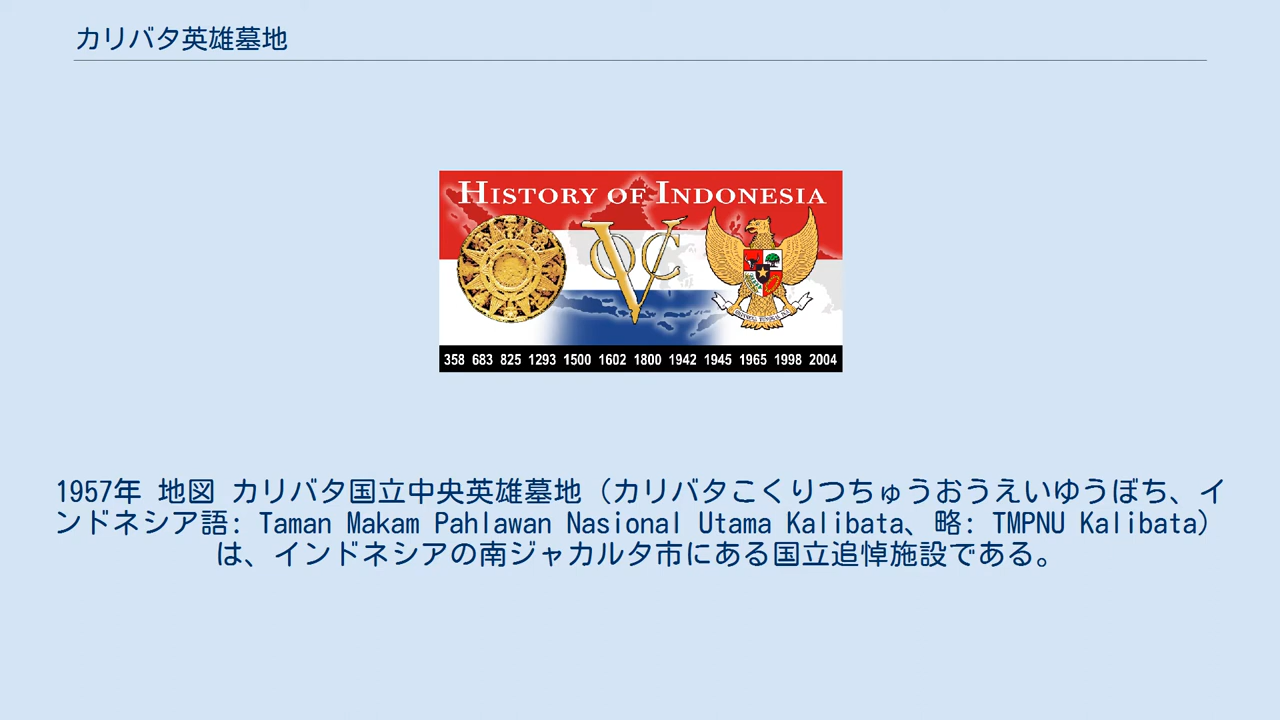 カリバタ英雄墓地
HISTORY OF INDONESIA
VOC
358 683 825 1293 1500 1602 1800 1942 1945 1965 1998 2004
1957年 地図 カリバタ国立中央英雄墓地（カリバタこくりつちゅうおうえいゆうぼち、イ
ンドネシア語: Taman Makam Pahlawan Nasional Utama Kalibata、略: TMPNU Kalibata）
は、インドネシアの南ジャカルタ市にある国立追悼施設である。